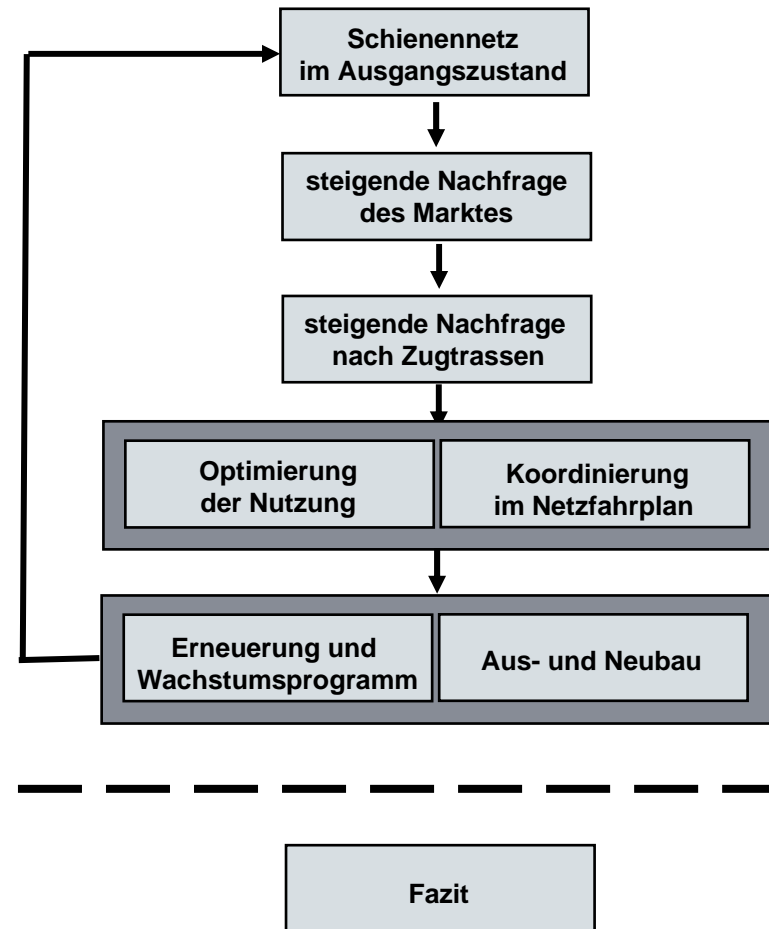 Schienennetz
im Ausgangszustand
steigende Nachfrage
des Marktes
steigende Nachfrage
nach Zugtrassen
Optimierung
der Nutzung
Koordinierung
im Netzfahrplan
Erneuerung und
Wachstumsprogramm
Aus- und Neubau
Fazit